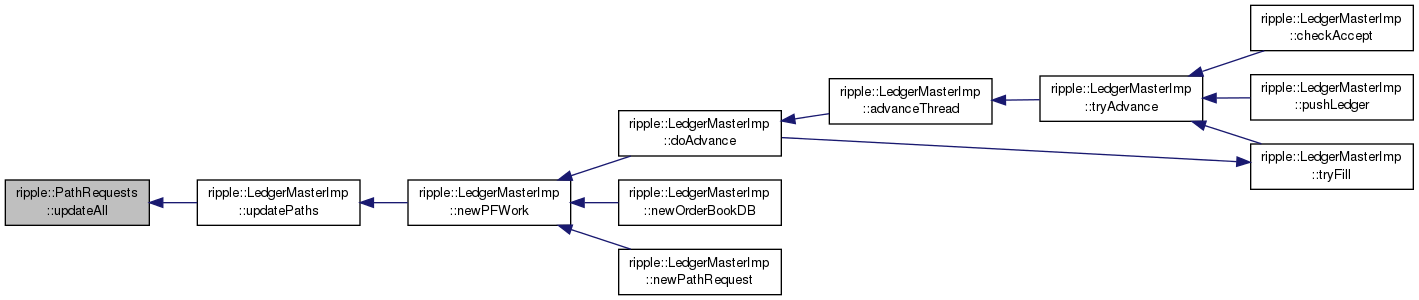 ripple::LedgerMasterImp
::checkAccept
ripple::LedgerMasterImp
::pushLedger
ripple::LedgerMasterImp
::tryFill
ripple::LedgerMasterImp
::tryAdvance
ripple::LedgerMasterImp
::advanceThread
ripple::LedgerMasterImp
::doAdvance
ripple::PathRequests
::updateAll
ripple::LedgerMasterImp
::updatePaths
ripple::LedgerMasterImp
::newPFWork
ripple::LedgerMasterImp
::newOrderBookDB
ripple::LedgerMasterImp
::newPathRequest